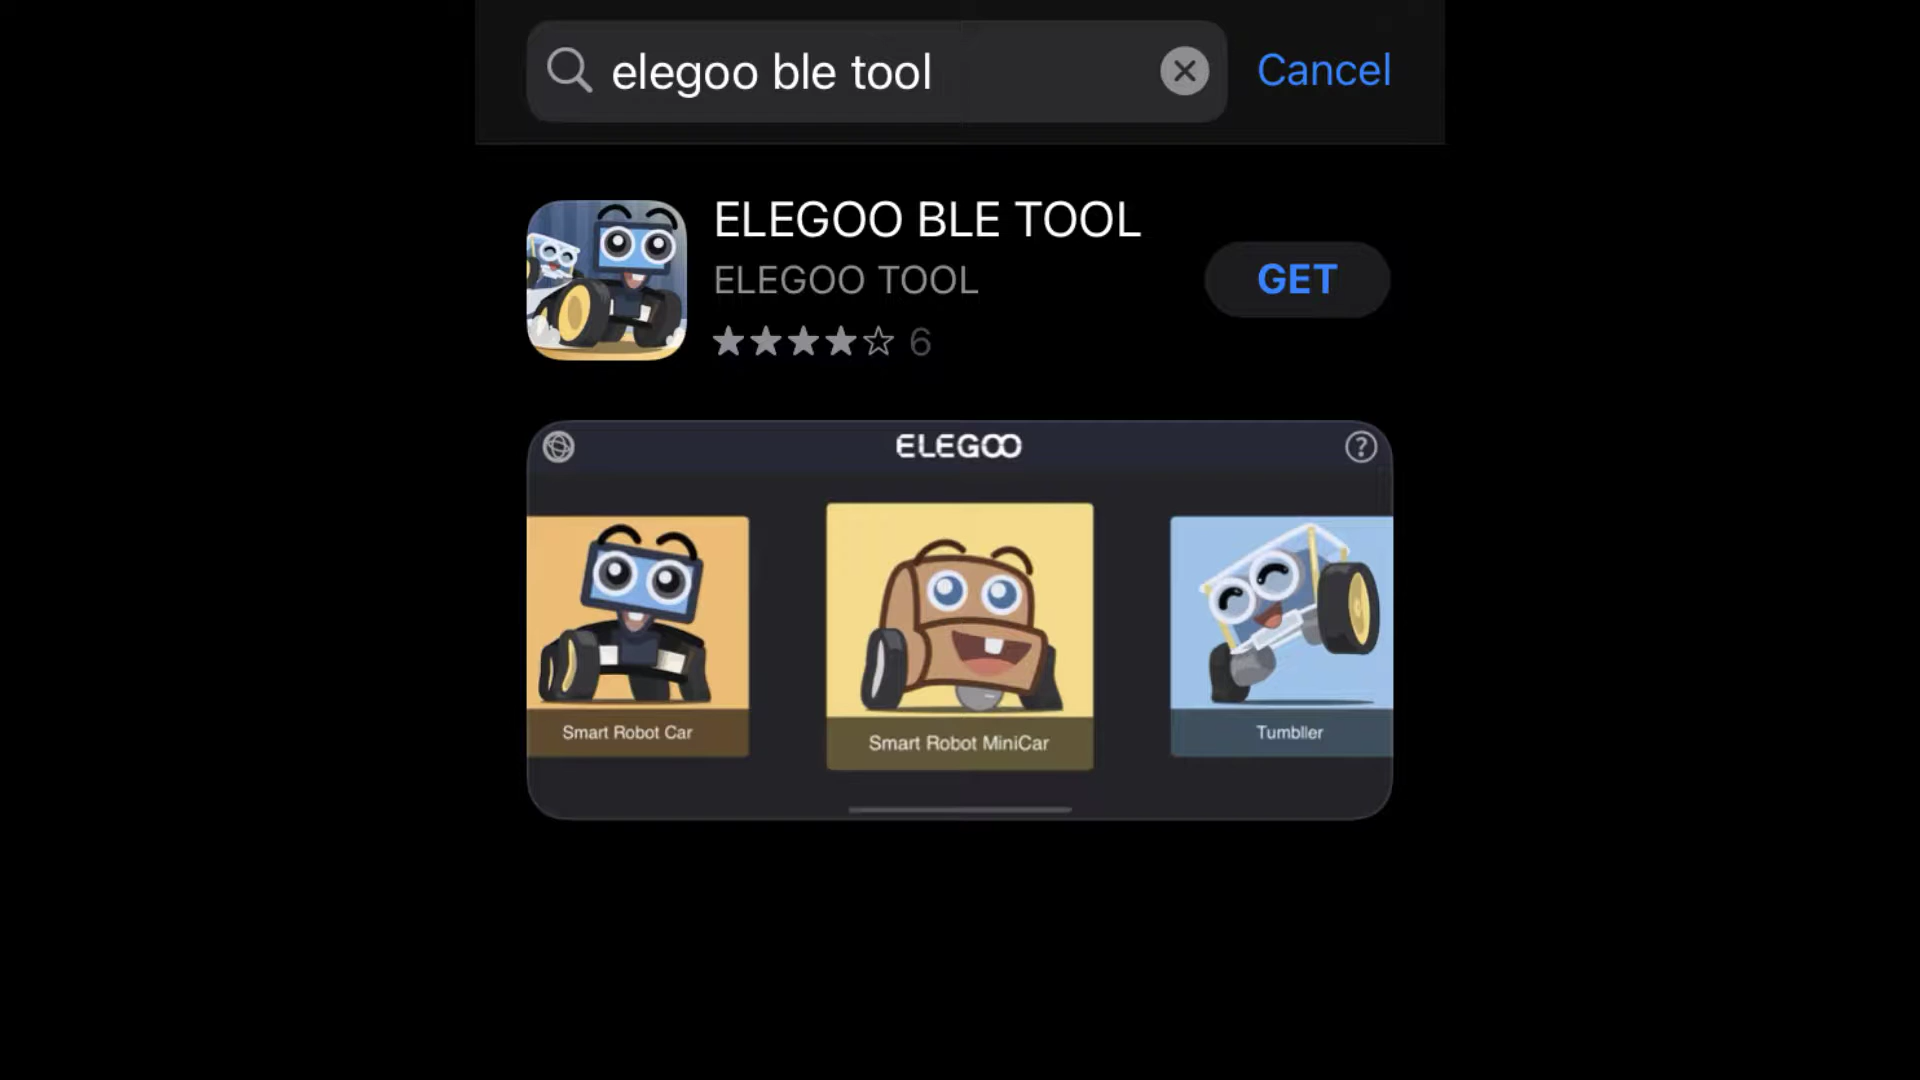 elegoo ble tool
Cancel
ELEGOO BLE TOOL
ELEGOO TOOL
GET
6
ELEGOO
?
Smart Robot Car
Smart Robot MiniCar
Tumbller